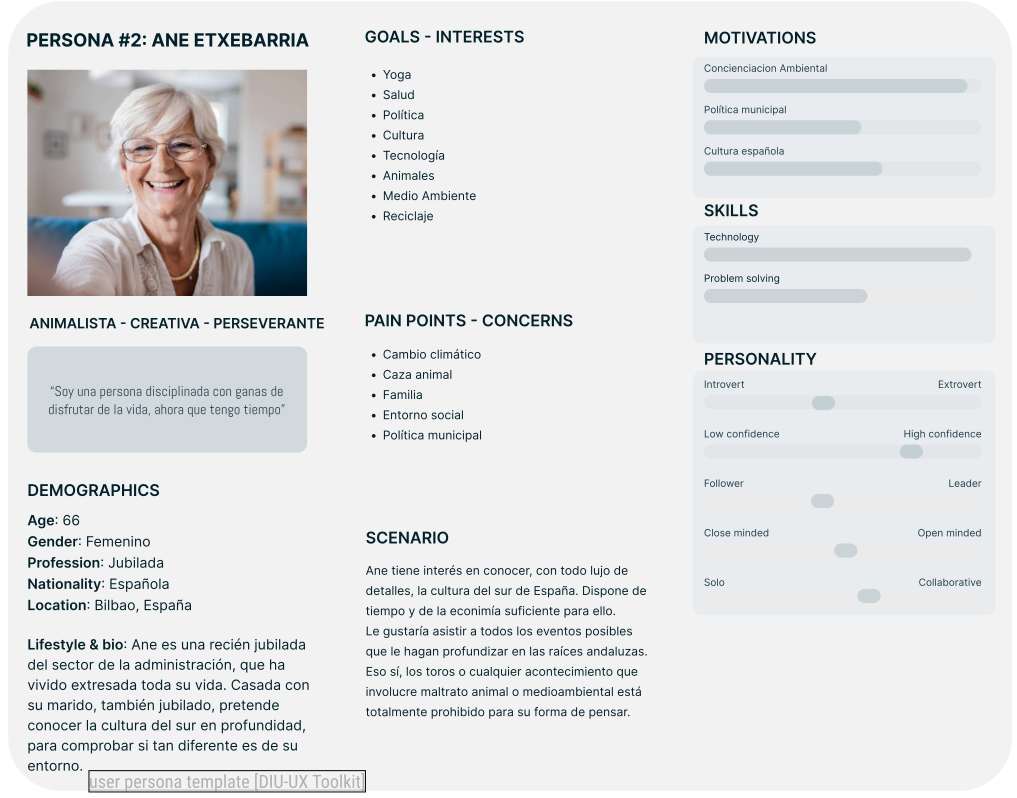 PERSONA #2: ANE ETXEBARRIA
ANIMALISTA - CREATIVA - PERSEVERANTE
“Soy una persona disciplinada con ganas de
disfrutar de la vida, ahora que tengo tiempo”
DEMOGRAPHICS
Age: 66
Gender: Femenino
Profession: Jubilada
Nationality: Española
Location: Bilbao, España
Lifestyle & bio: Ane es una recién jubilada
del sector de la administración, que ha
vivido extresada toda su vida. Casada con
su marido, también jubilado, pretende
conocer la cultura del sur en profundidad,
para comprobar si tan diferente es de su
entorno.
user persona template [DIU-UX Toolkit]
GOALS - INTERESTS
• Yoga
• Salud
• Política
• Cultura
• Tecnología
• Animales
• Medio Ambiente
• Reciclaje
PAIN POINTS - CONCERNS
• Cambio climático
• Caza animal
• Familia
• Entorno social
• Política municipal
SCENARIO
Ane tiene interés en conocer, con todo lujo de
detalles, la cultura del sur de España. Dispone de
tiempo y de la econimía suficiente para ello.
Le gustaría asistir a todos los eventos posibles
que le hagan profundizar en las raíces andaluzas.
Eso sí, los toros o cualquier acontecimiento que
involucre maltrato animal o medioambiental está
totalmente prohibido para su forma de pensar.
MOTIVATIONS
Concienciacion Ambiental
Política municipal
Cultura española
SKILLS
Technology
Problem solving
PERSONALITY
Introvert Extrovert
Low confidence High confidence
Follower Leader
Close minded Open minded
Solo Collaborative